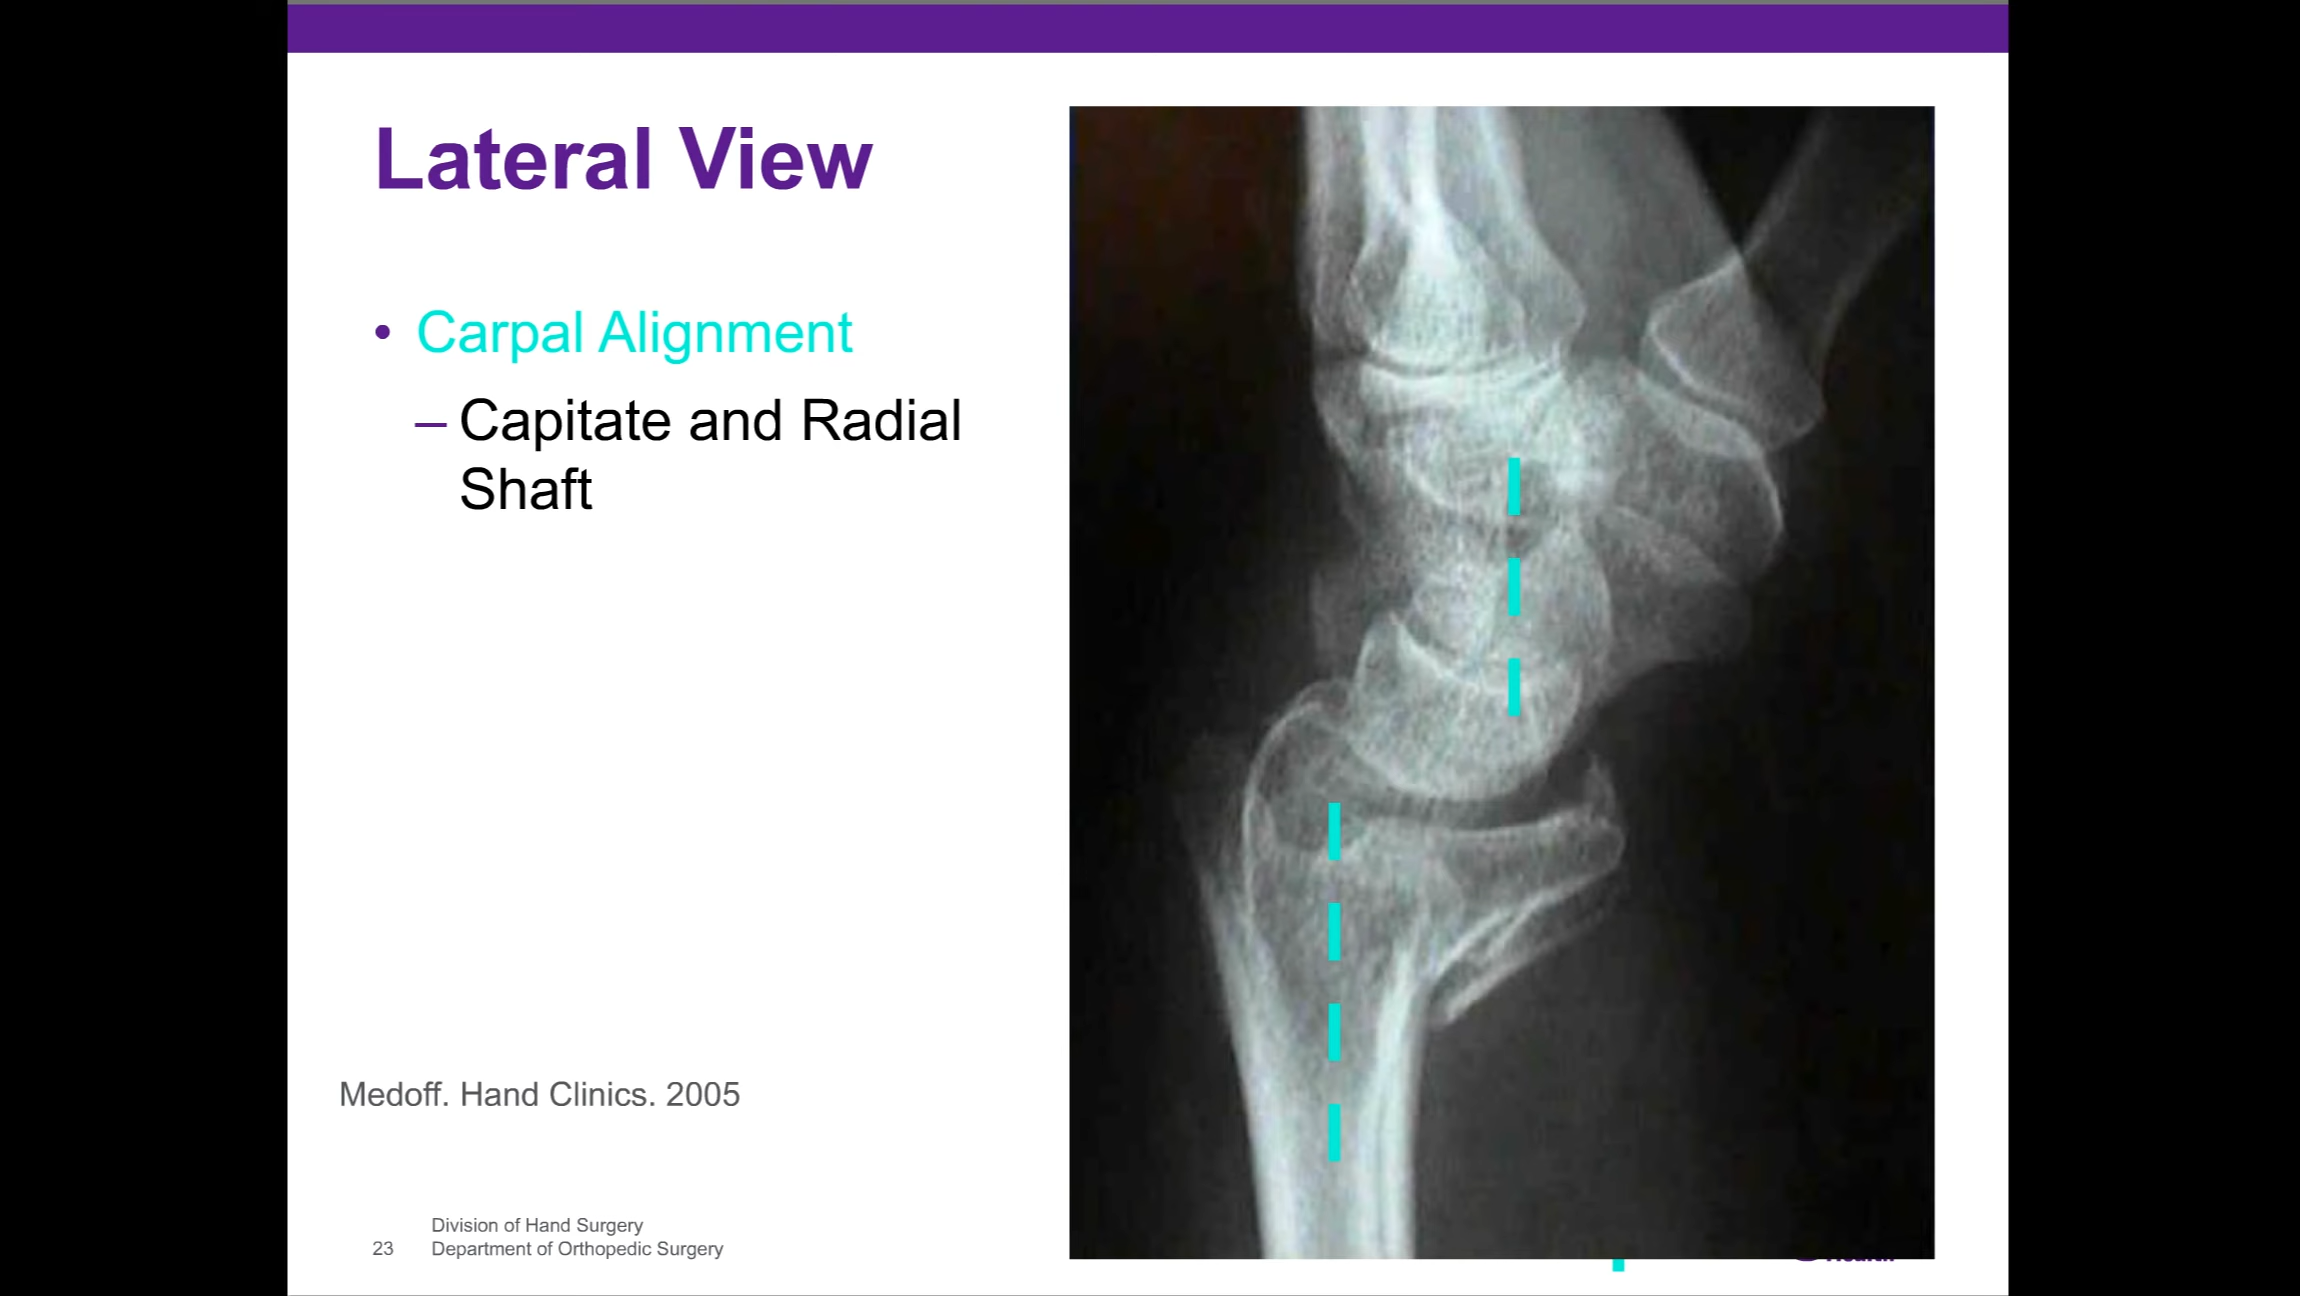 Lateral View
• Carpal Alignment
– Capitate and Radial
Shaft
Medoff. Hand Clinics. 2005
Division of Hand Surgery
23 Department of Orthopedic Surgery